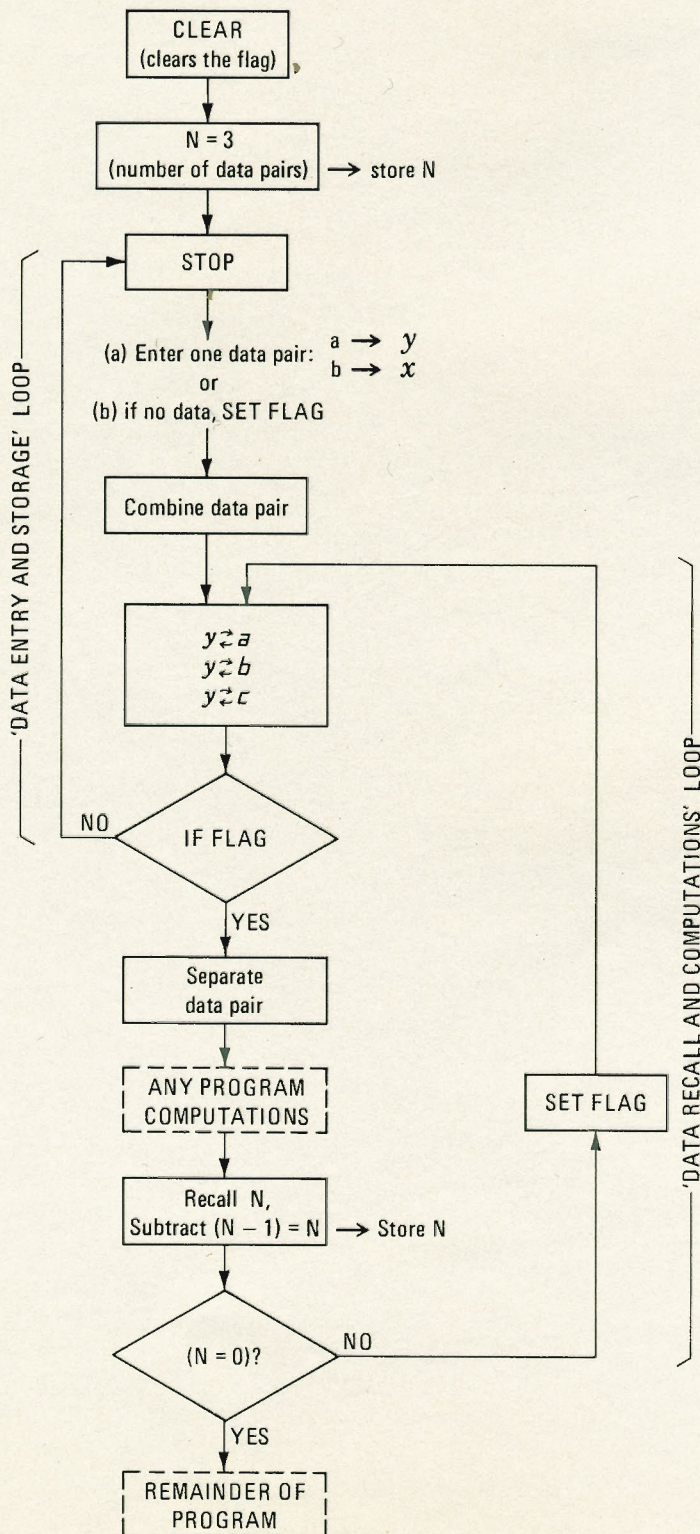 CLEAR
(clears the flag)
N = 3
(number of data pairs) → store N
STOP
(a) Enter one data pair: a → y
b → x
or
(b) if no data, SET FLAG
Combine data pair
y⇄a
y⇄b
y⇄c
IF FLAG
NO
YES
'DATA ENTRY AND STORAGE' LOOP
Separate
data pair
ANY PROGRAM
COMPUTATIONS
Recall N,
Subtract (N – 1) = N → Store N
(N = 0)?
NO
SET FLAG
'DATA RECALL AND COMPUTATIONS' LOOP
YES
REMAINDER OF
PROGRAM